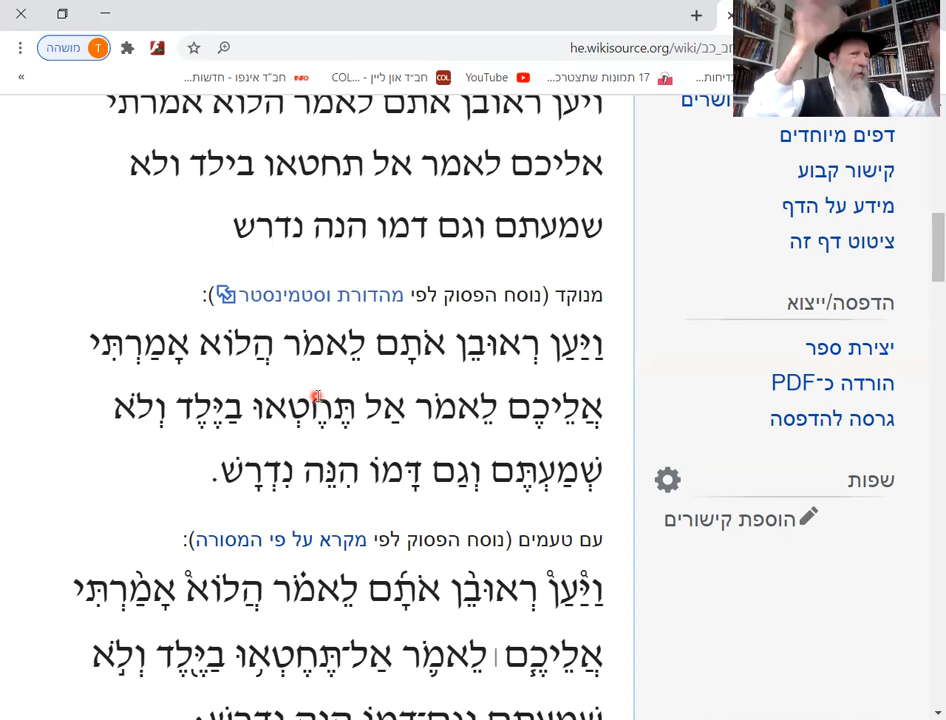 מושהה T
he.wikisource.org/wiki/
חב"ד אינפו - חדשות...
חב"ד און ליין - COL...
YouTube
17 תמונות שתצטרכ...
ויען ראובן אתם לאמר הלוא אמרתי
אליכם לאמר אל תחטאו בילד ולא
שמעתם וגם דמו הנה נדרש
מנוקד (נוסח הפסוק לפי מהדורת וסטמינסטר):
וַיַּעַן רְאוּבֵן אֹתָם לֵאמֹר הֲלוֹא אָמַרְתִּי
אֲלֵיכֶם לֵאמֹר אַל תֶּחֶטְאוּ בַיֶּלֶד וְלֹא
שְׁמַעְתֶּם וְגַם דָּמוֹ הִנֵּה נִדְרָשׁ.
עם טעמים (נוסח הפסוק לפי מקרא על פי המסורה):
וַיַּ֩עַן֩ רְאוּבֵ֨ן אֹתָ֜ם לֵאמֹ֗ר הֲלוֹא֩ אָמַ֨רְתִּי
אֲלֵיכֶ֧ם ׀ לֵאמֹ֛ר אַל־תֶּחֶטְא֥וּ בַיֶּ֖לֶד וְלֹ֣א
וְגַם־דָּמוֹ הִנֵּה נִדְרָשׁ׃
דפים מיוחדים
קישור קבוע
מידע על הדף
ציטוט דף זה
הדפסה/ייצוא
יצירת ספר
הורדה כ־PDF
גרסה להדפסה
שפות
הוספת קישורים